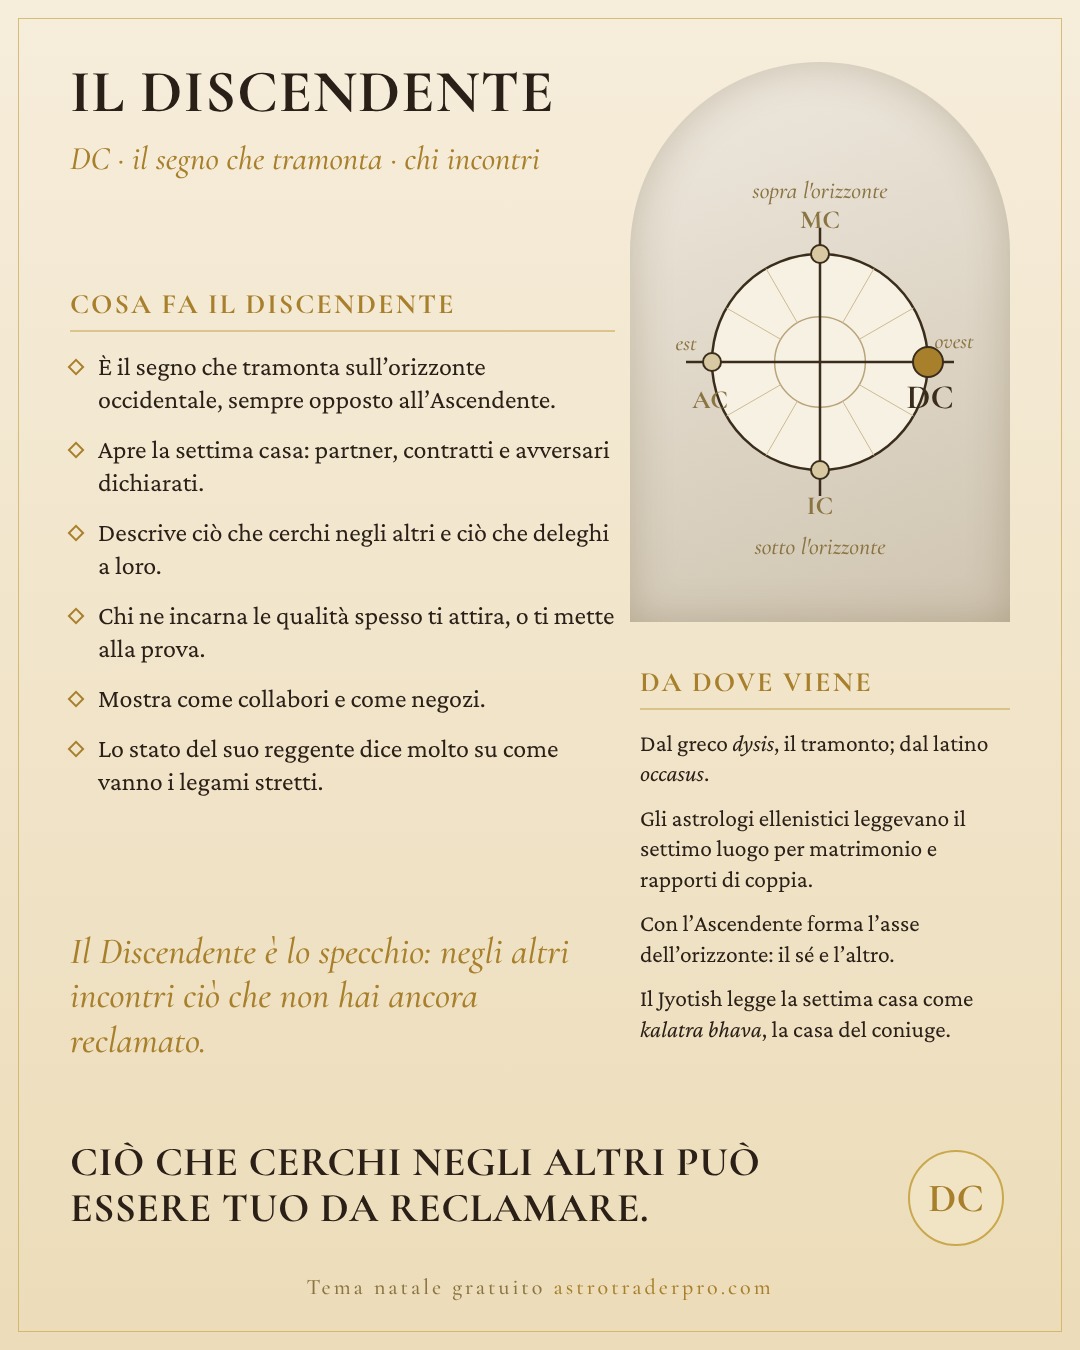 IL DISCENDENTE
DC · il segno che tramonta · chi incontri
COSA FA IL DISCENDENTE
È il segno che tramonta sull’orizzonte
occidentale, sempre opposto all’Ascendente.
Apre la settima casa: partner, contratti e avversari
dichiarati.
Descrive ciò che cerchi negli altri e ciò che deleghi
a loro.
Chi ne incarna le qualità spesso ti attira, o ti mette
alla prova.
Mostra come collabori e come negozi.
Lo stato del suo reggente dice molto su come
vanno i legami stretti.
Il Discendente è lo specchio: negli altri
incontri ciò che non hai ancora
reclamato.
sopra l'orizzonte
MC
est
ovest
AC
DC
IC
sotto l'orizzonte
DA DOVE VIENE
Dal greco dysis, il tramonto; dal latino
occasus.
Gli astrologi ellenistici leggevano il
settimo luogo per matrimonio e
rapporti di coppia.
Con l’Ascendente forma l’asse
dell’orizzonte: il sé e l’altro.
Il Jyotish legge la settima casa come
kalatra bhava, la casa del coniuge.
CIÒ CHE CERCHI NEGLI ALTRI PUÒ
ESSERE TUO DA RECLAMARE.
DC
Tema natale gratuito astrotraderpro.com